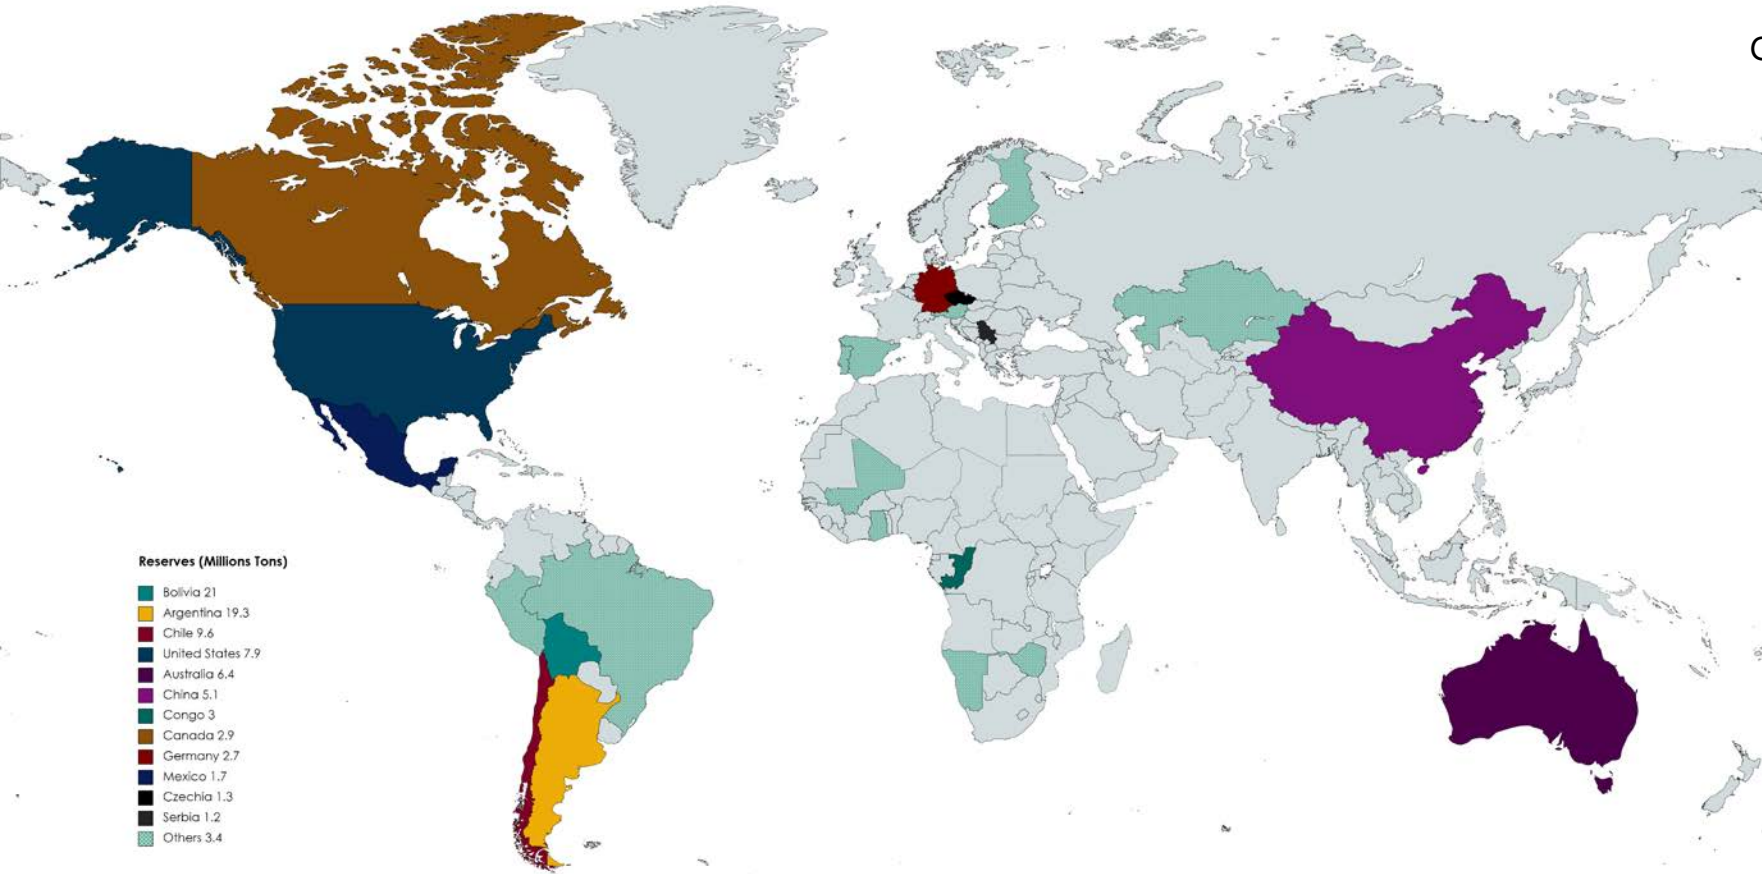 Reserves (Millions Tons)
Bolivia 21
Argentina 19.3
Chile 9.6
United States 7.9
Australia 6.4
China 5.1
Congo 3
Canada 2.9
Germany 2.7
Mexico 1.7
Czechia 1.3
Serbia 1.2
Others 3.4